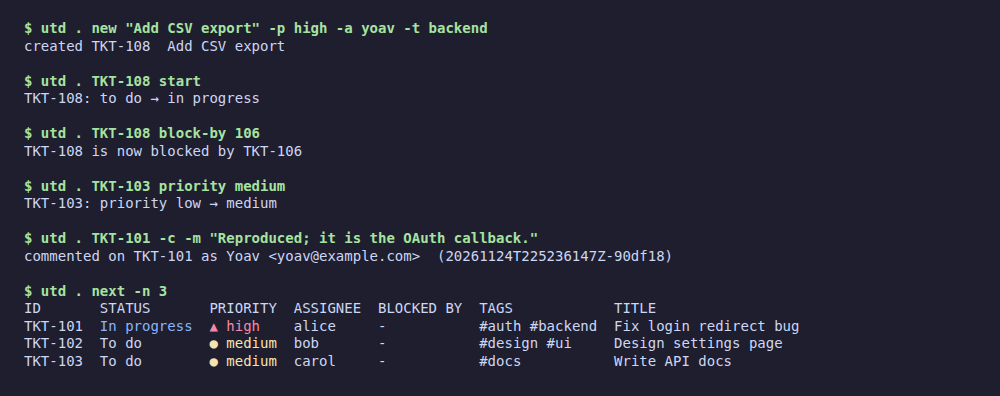 $ utd . new "Add CSV export" -p high -a yoav -t backend
created TKT-108  Add CSV export
$ utd . TKT-108 start
TKT-108: to do → in progress
$ utd . TKT-108 block-by 106
TKT-108 is now blocked by TKT-106
$ utd . TKT-103 priority medium
TKT-103: priority low → medium
$ utd . TKT-101 -c -m "Reproduced; it is the OAuth callback."
commented on TKT-101 as Yoav <yoav@example.com>  (20261124T225236147Z-90df18)
$ utd . next -n 3
ID       STATUS       PRIORITY  ASSIGNEE  BLOCKED BY  TAGS            TITLE
TKT-101  In progress  ▲ high    alice     -           #auth #backend  Fix login redirect bug
TKT-102  To do        ● medium  bob       -           #design #ui     Design settings page
TKT-103  To do        ● medium  carol     -           #docs           Write API docs